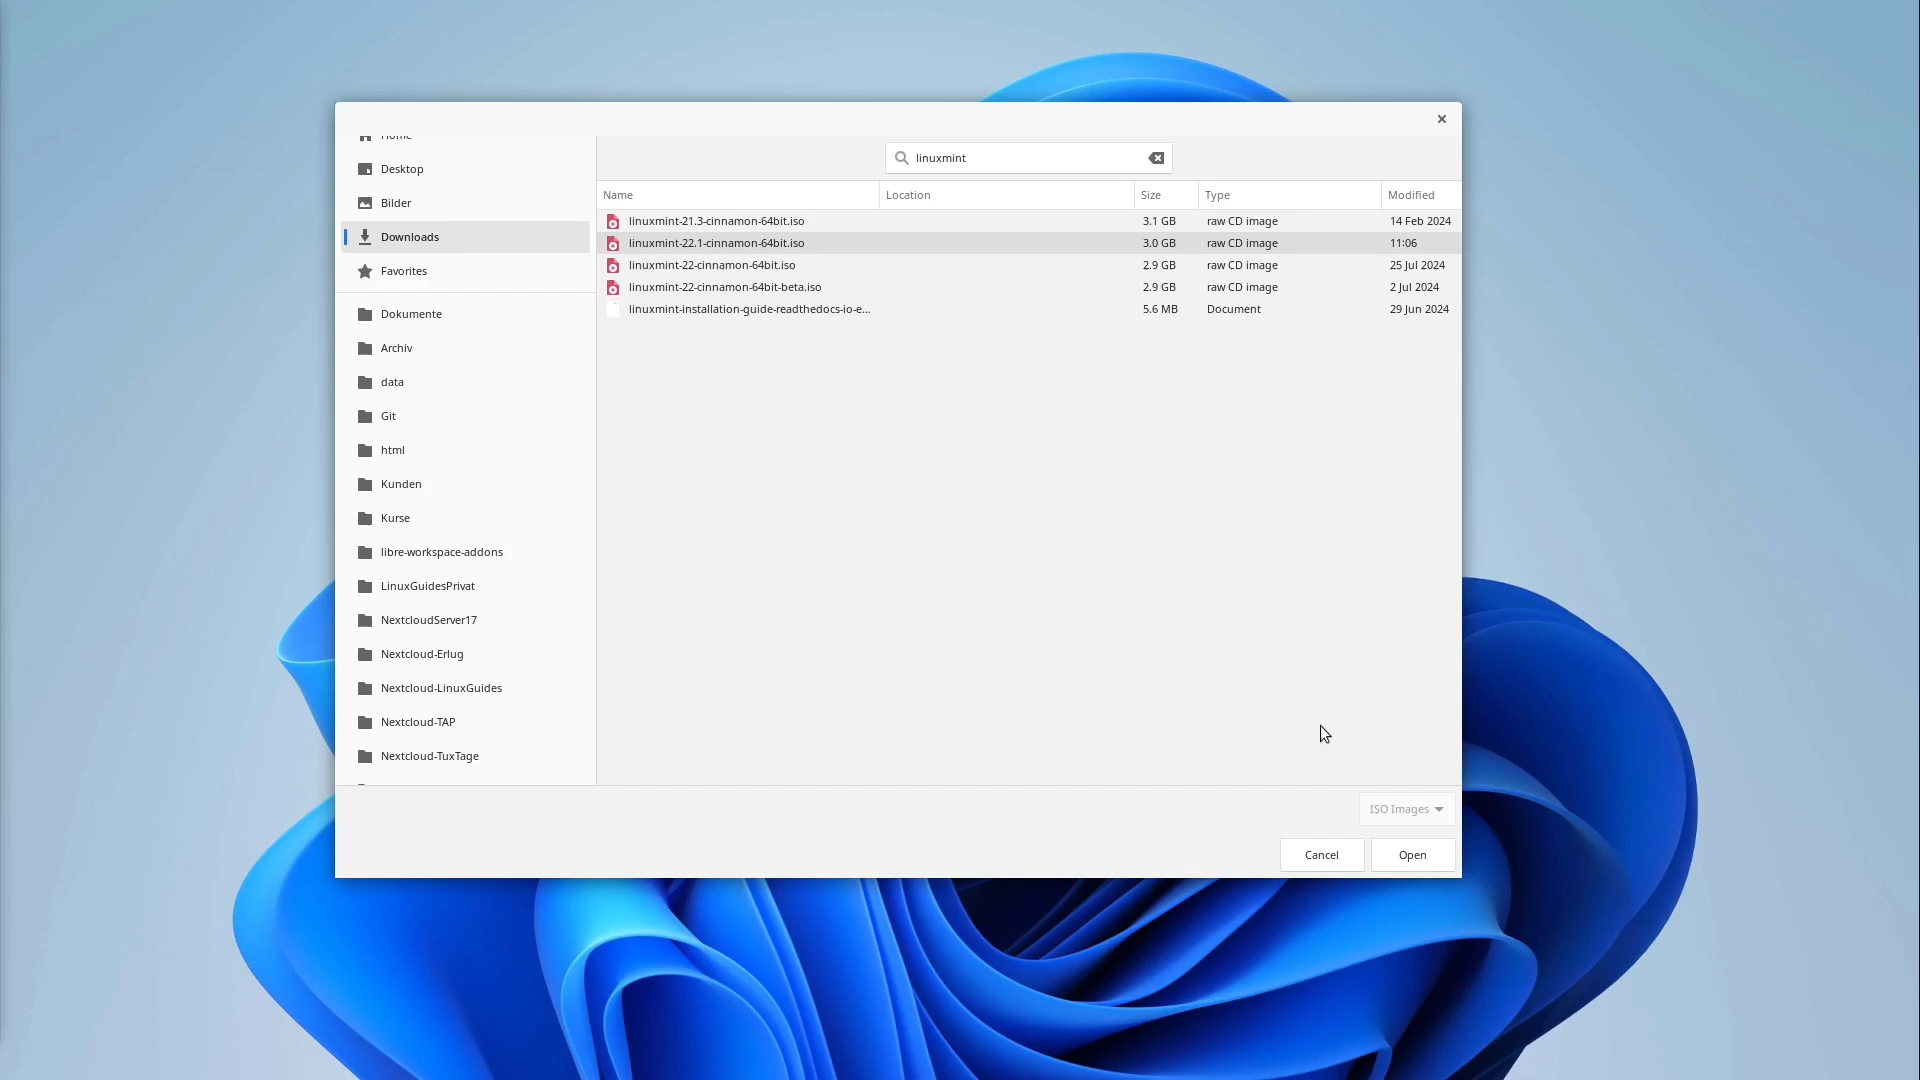 Home
linuxmint
Desktop
Bilder
Downloads
Favorites
Dokumente
Archiv
data
Git
html
Kunden
Kurse
libre-workspace-addons
LinuxGuidesPrivat
NextcloudServer17
Nextcloud-Erlug
Nextcloud-LinuxGuides
Nextcloud-TAP
Nextcloud-TuxTage
Name Location Size Type Modified
linuxmint-21.3-cinnamon-64bit.iso 3.1 GB raw CD image 14 Feb 2024
linuxmint-22.1-cinnamon-64bit.iso 3.0 GB raw CD image 11:06
linuxmint-22-cinnamon-64bit.iso 2.9 GB raw CD image 25 Jul 2024
linuxmint-22-cinnamon-64bit-beta.iso 2.9 GB raw CD image 2 Jul 2024
linuxmint-installation-guide-readthedocs-io-e... 5.6 MB Document 29 Jun 2024
ISO Images
Cancel Open